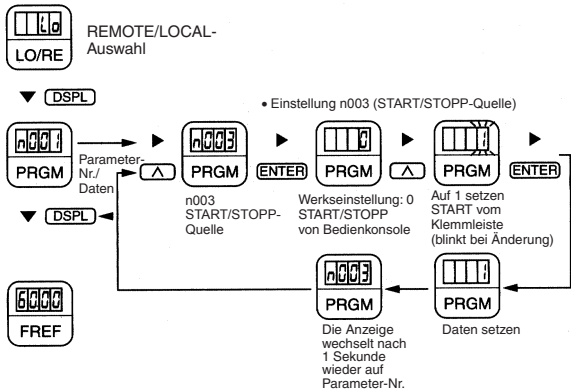 Lo
LO/RE
REMOTE/LOCAL-
Auswahl
DSPL
• Einstellung n003 (START/STOPP-Quelle)
n001
PRGM
Parameter-
Nr./
Daten
n003
PRGM
ENTER
0
PRGM
1
PRGM
ENTER
n003
START/STOPP-
Quelle
Werkseinstellung: 0
START/STOPP
von Bedienkonsole
Auf 1 setzen
START vom
Klemmleiste
(blinkt bei Änderung)
DSPL
60.00
FREF
n003
PRGM
Die Anzeige
wechselt nach
1 Sekunde
wieder auf
Parameter-Nr.
1
PRGM
Daten setzen